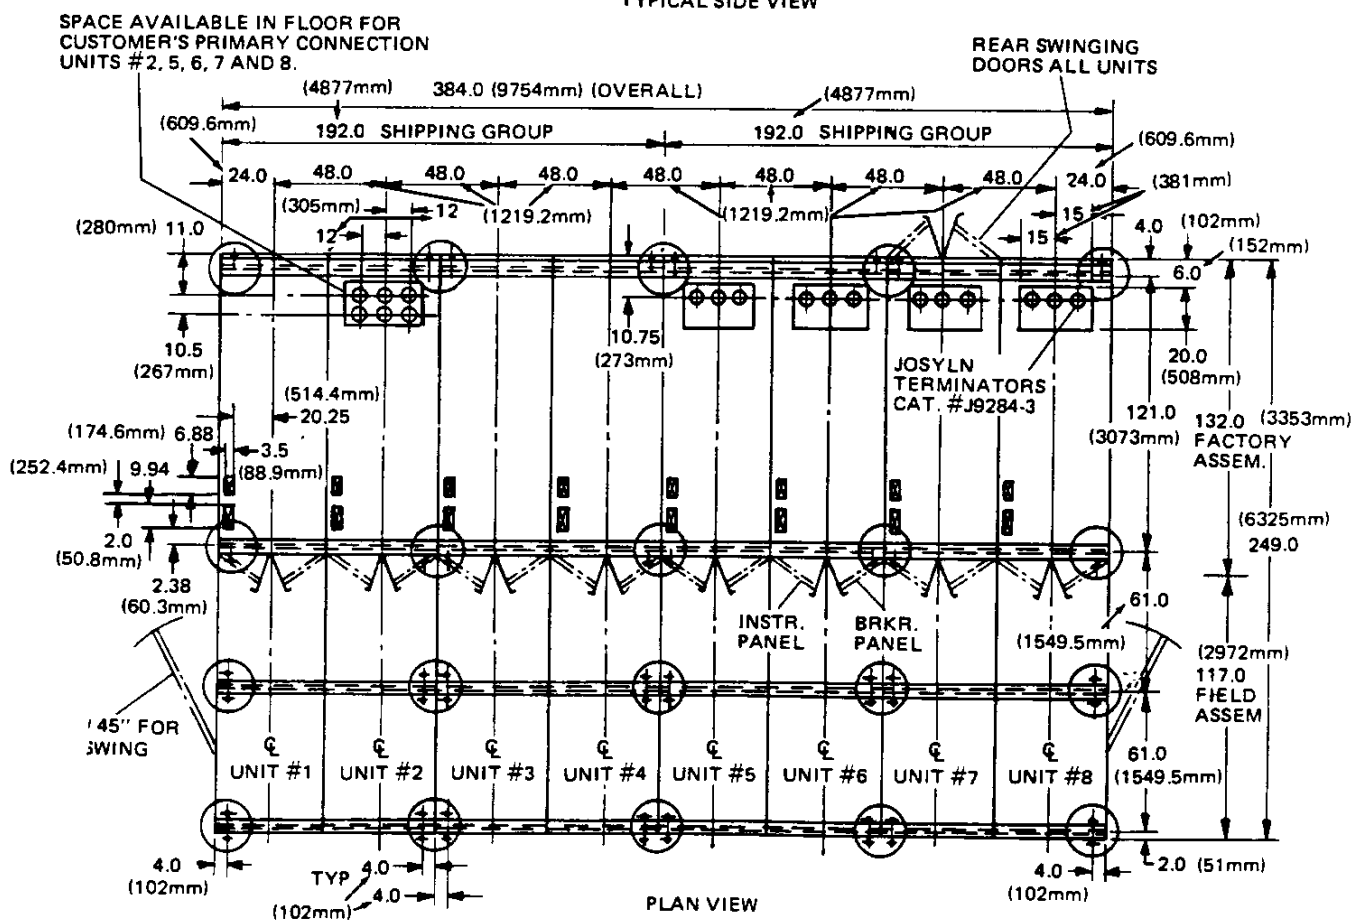 TYPICAL SIDE VIEW
SPACE AVAILABLE IN FLOOR FOR
CUSTOMER'S PRIMARY CONNECTION
UNITS #2, 5, 6, 7 AND 8.
REAR SWINGING
DOORS ALL UNITS
(4877mm) 384.0 (9754mm) (OVERALL) (4877mm)
(609.6mm) 192.0 SHIPPING GROUP 192.0 SHIPPING GROUP (609.6mm)
24.0 48.0 48.0 48.0 48.0 48.0 48.0 48.0 24.0 (381mm)
(305mm) 12 (1219.2mm) (1219.2mm) 15
(280mm) 11.0 12 15 4.0 (102mm)
(152mm)
6.0
10.5
(267mm)
10.75
(273mm)
20.0
(508mm)
JOSYLN
TERMINATORS
CAT. #J9284-3
(514.4mm)
20.25
121.0
(3073mm)
132.0 (3353mm)
FACTORY
ASSEM.
(174.6mm) 6.88
3.5
(88.9mm)
(252.4mm) 9.94
(6325mm)
249.0
2.0
(50.8mm)
2.38
(60.3mm)
INSTR.
PANEL
BRKR.
PANEL
61.0
(1549.5mm)
(2972mm)
117.0
FIELD
ASSEM
45" FOR
SWING
℄ ℄ ℄ ℄ ℄ ℄ ℄ ℄
UNIT #1 UNIT #2 UNIT #3 UNIT #4 UNIT #5 UNIT #6 UNIT #7 UNIT #8
61.0
(1549.5mm)
4.0
(102mm)
TYP 4.0
(102mm) 4.0
4.0
(102mm)
2.0 (51mm)
PLAN VIEW